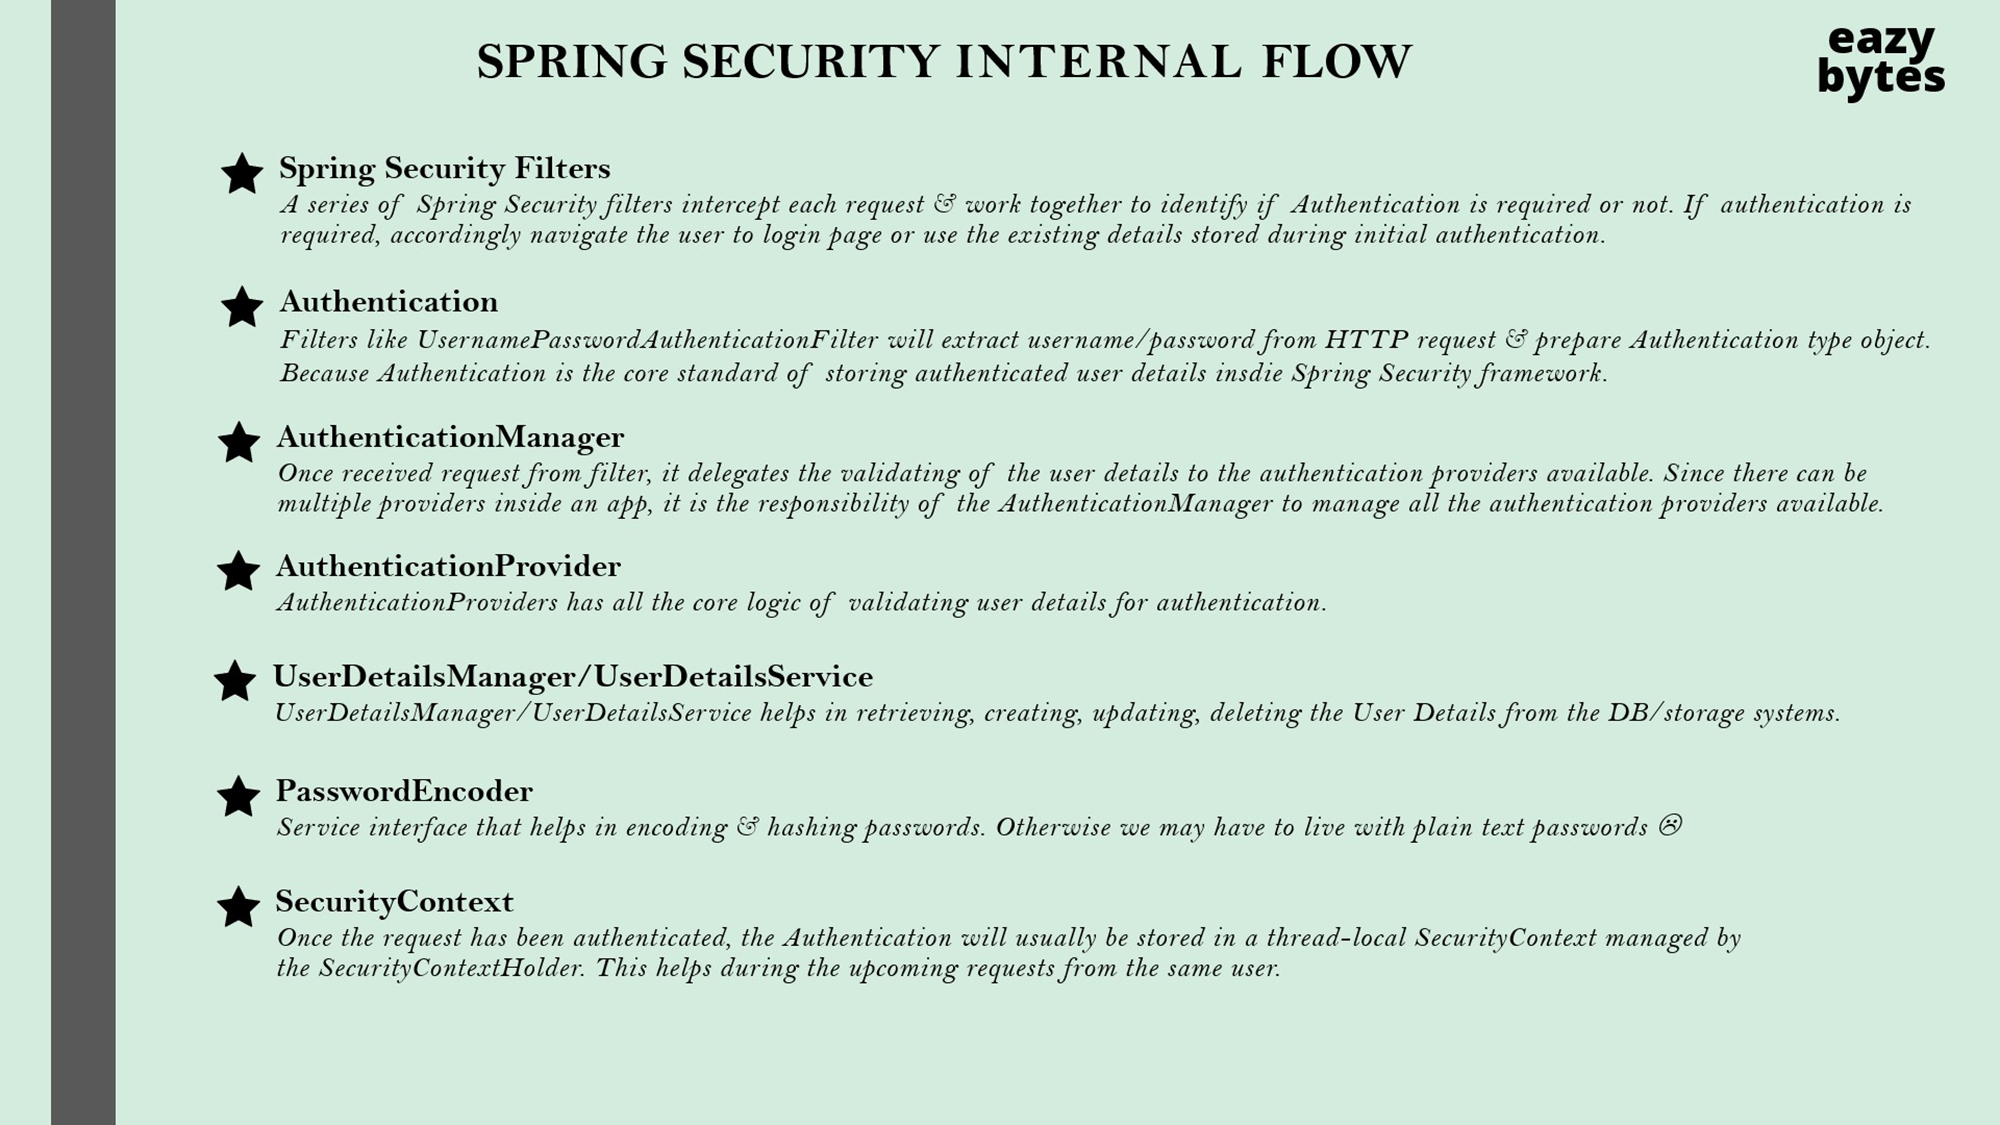 SPRING SECURITY INTERNAL FLOW
eazy
bytes
Spring Security Filters
A series of Spring Security filters intercept each request & work together to identify if Authentication is required or not. If authentication is
required, accordingly navigate the user to login page or use the existing details stored during initial authentication.
Authentication
Filters like UsernamePasswordAuthenticationFilter will extract username/password from HTTP request & prepare Authentication type object.
Because Authentication is the core standard of storing authenticated user details insdie Spring Security framework.
AuthenticationManager
Once received request from filter, it delegates the validating of the user details to the authentication providers available. Since there can be
multiple providers inside an app, it is the responsibility of the AuthenticationManager to manage all the authentication providers available.
AuthenticationProvider
AuthenticationProviders has all the core logic of validating user details for authentication.
UserDetailsManager/UserDetailsService
UserDetailsManager/UserDetailsService helps in retrieving, creating, updating, deleting the User Details from the DB/storage systems.
PasswordEncoder
Service interface that helps in encoding & hashing passwords. Otherwise we may have to live with plain text passwords ☹
SecurityContext
Once the request has been authenticated, the Authentication will usually be stored in a thread-local SecurityContext managed by
the SecurityContextHolder. This helps during the upcoming requests from the same user.